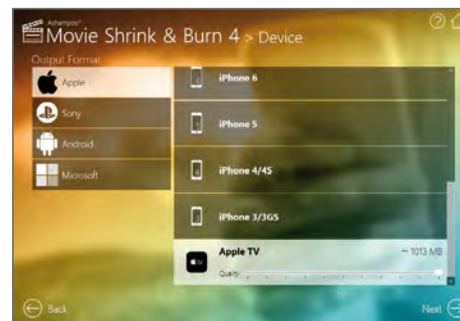 Ashampoo®
Movie Shrink & Burn 4 > Device
Output Format
Apple
Sony
Android
Microsoft
iPhone 6
iPhone 5
iPhone 4/4S
iPhone 3/3GS
Apple TV ~ 1013 MB
Quality
Back
Next